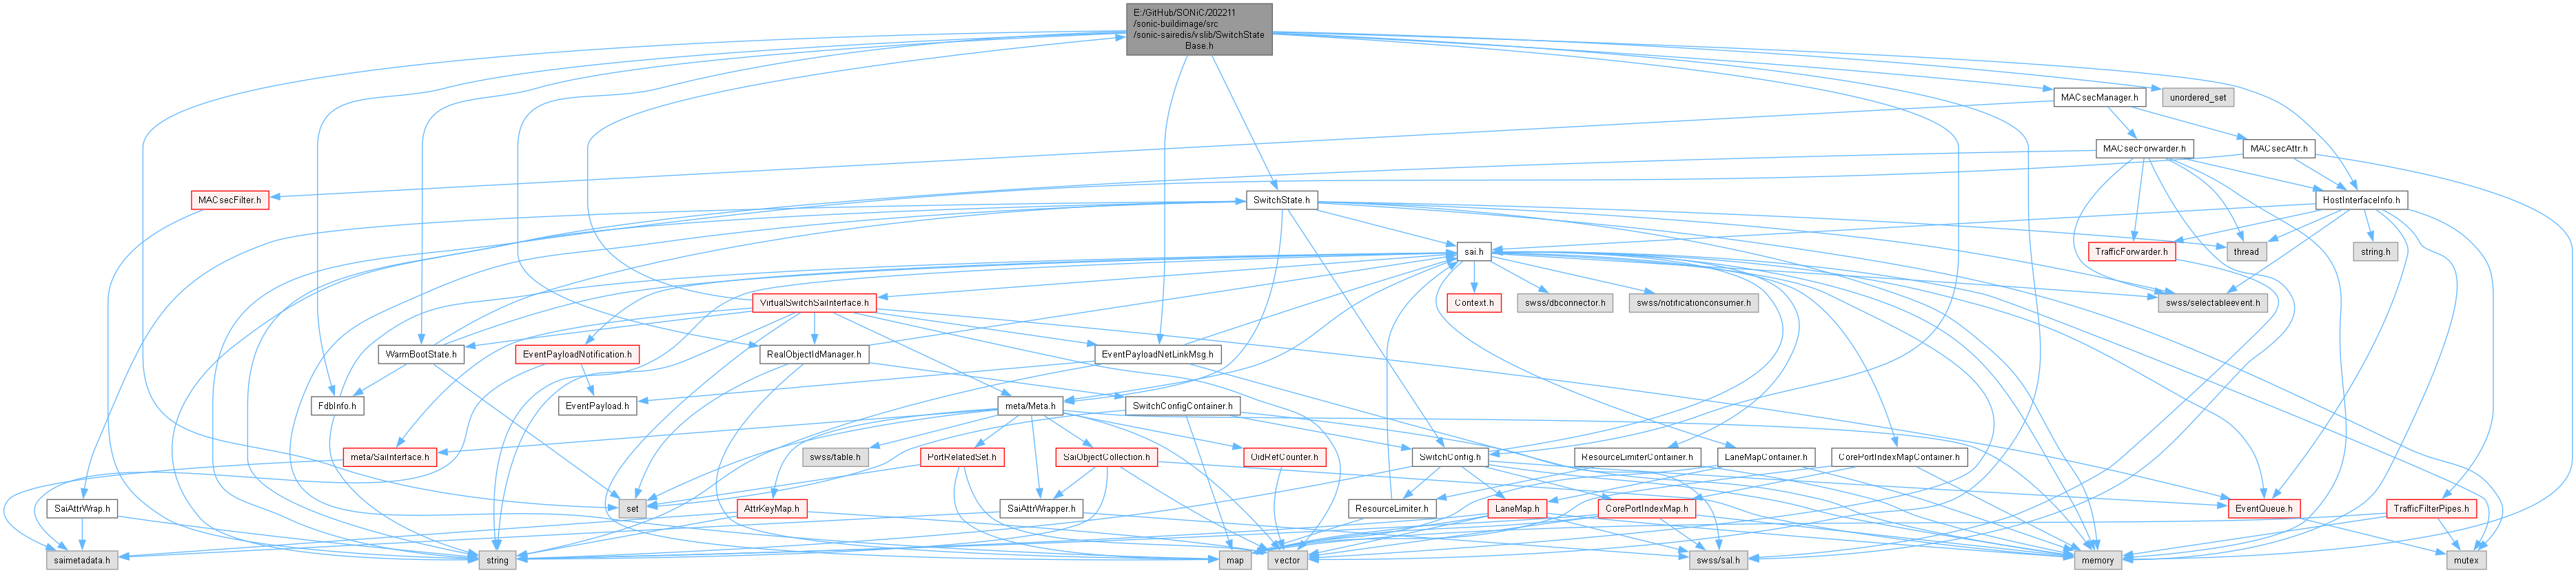 E:/GitHub/SONiC/202211
/sonic-buildimage/src
/sonic-sairedis/vslib/SwitchState
Base.h
MACsecManager.h
unordered_set
MACsecForwarder.h
MACsecAttr.h
MACsecFilter.h
SwitchState.h
HostInterfaceInfo.h
sai.h
TrafficForwarder.h
thread
string.h
VirtualSwitchSaiInterface.h
Context.h
swss/dbconnector.h
swss/notificationconsumer.h
swss/selectableevent.h
WarmBootState.h
EventPayloadNotification.h
RealObjectIdManager.h
EventPayloadNetLinkMsg.h
FdbInfo.h
EventPayload.h
meta/Meta.h
SwitchConfigContainer.h
meta/SaiInterface.h
swss/table.h
PortRelatedSet.h
SaiObjectCollection.h
OidRefCounter.h
SwitchConfig.h
ResourceLimiterContainer.h
LaneMapContainer.h
CorePortIndexMapContainer.h
SaiAttrWrap.h
set
AttrKeyMap.h
SaiAttrWrapper.h
ResourceLimiter.h
LaneMap.h
CorePortIndexMap.h
EventQueue.h
TrafficFilterPipes.h
saimetadata.h
string
map
vector
swss/sal.h
memory
mutex